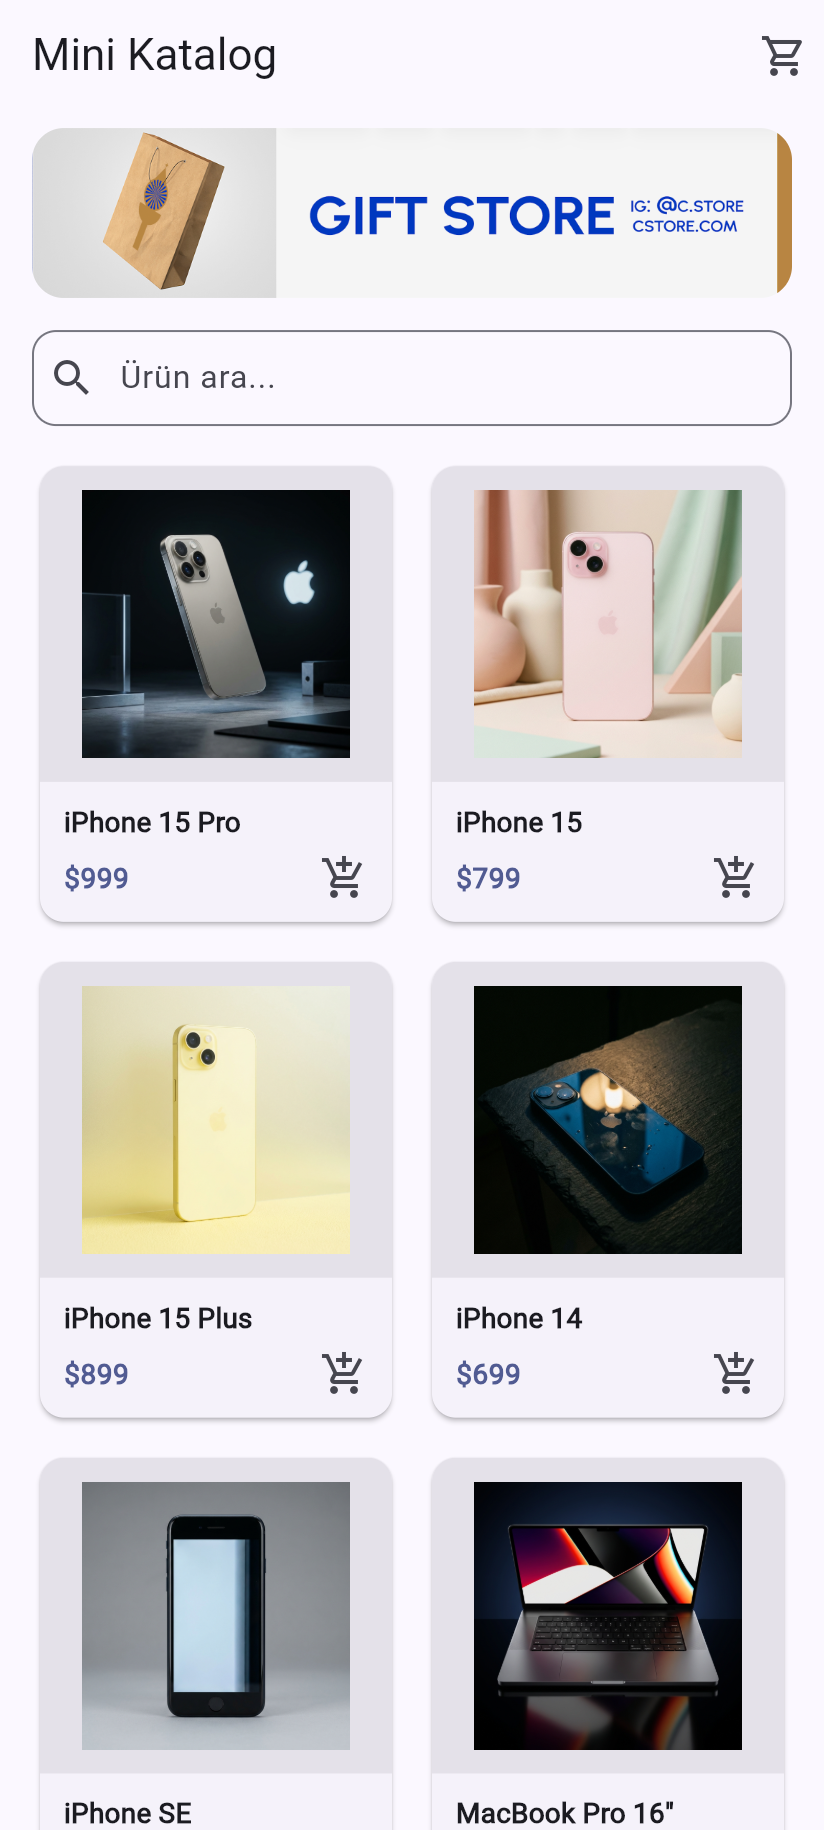 Mini Katalog
GIFT STORE
IG: @C.STORE
CSTORE.COM
Ürün ara...
iPhone 15 Pro
$999
iPhone 15
$799
iPhone 15 Plus
$899
iPhone 14
$699
iPhone SE
MacBook Pro 16"